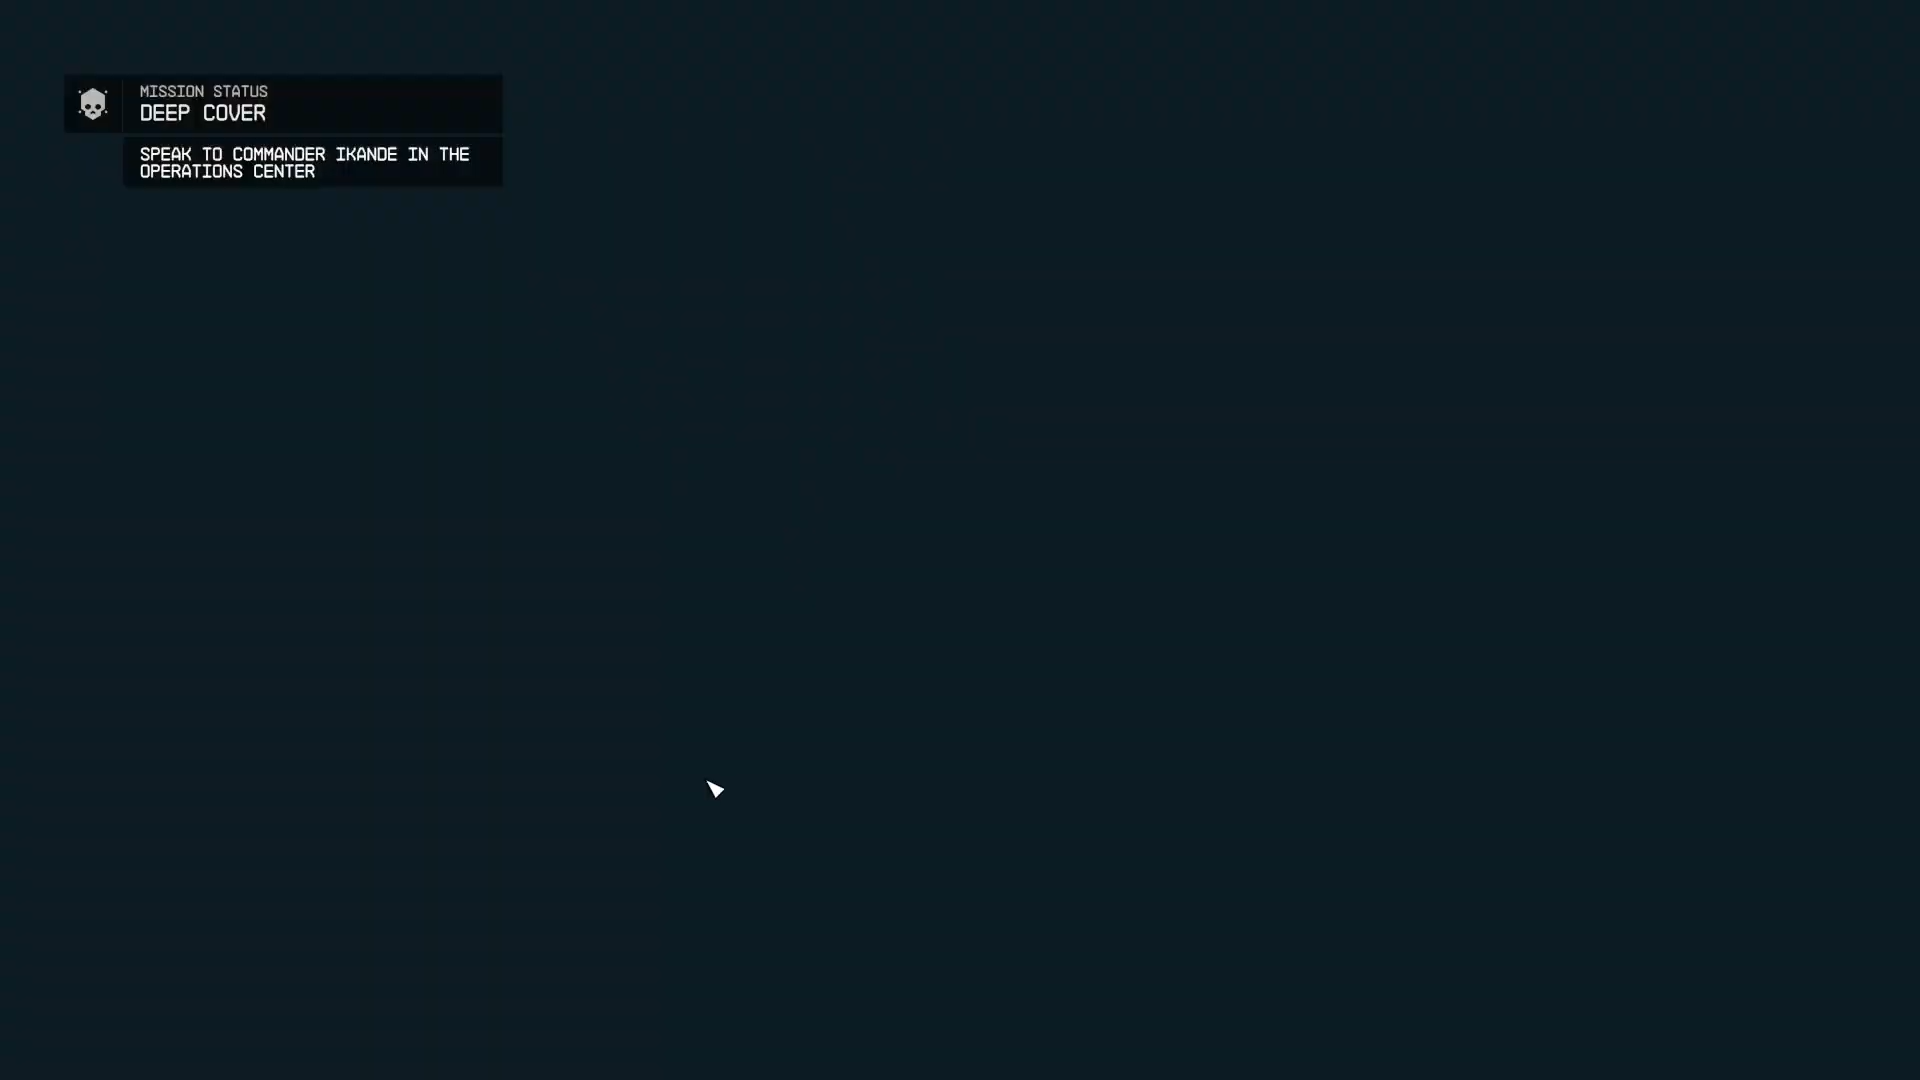 MISSION STATUS
DEEP COVER
SPEAK TO COMMANDER IKANDE IN THE
OPERATIONS CENTER